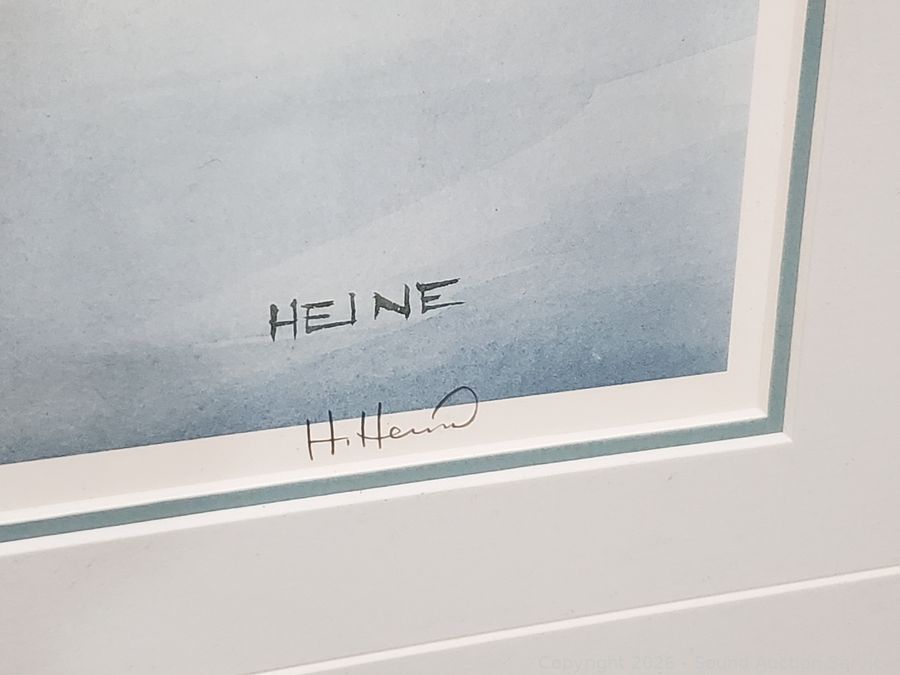 HEINE
H. Heine
Copyright 2026 - Sound Auction Service